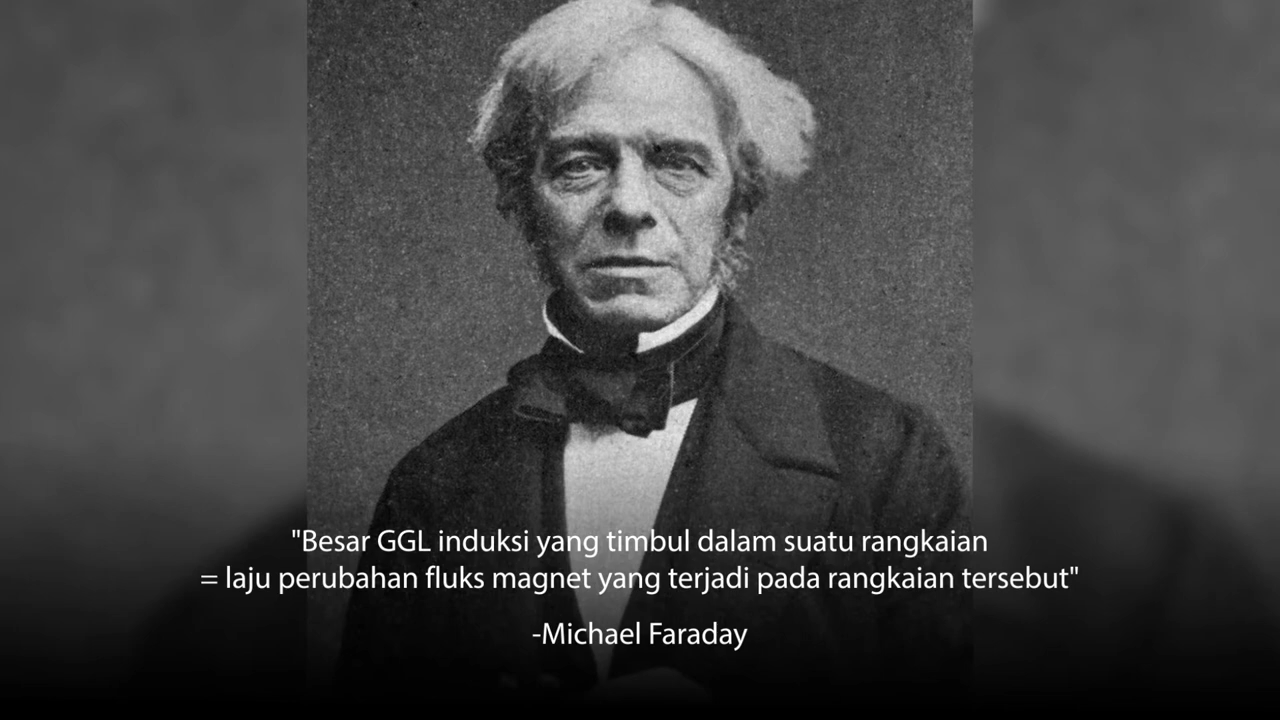 "Besar GGL induksi yang timbul dalam suatu rangkaian
= laju perubahan fluks magnet yang terjadi pada rangkaian tersebut"
-Michael Faraday